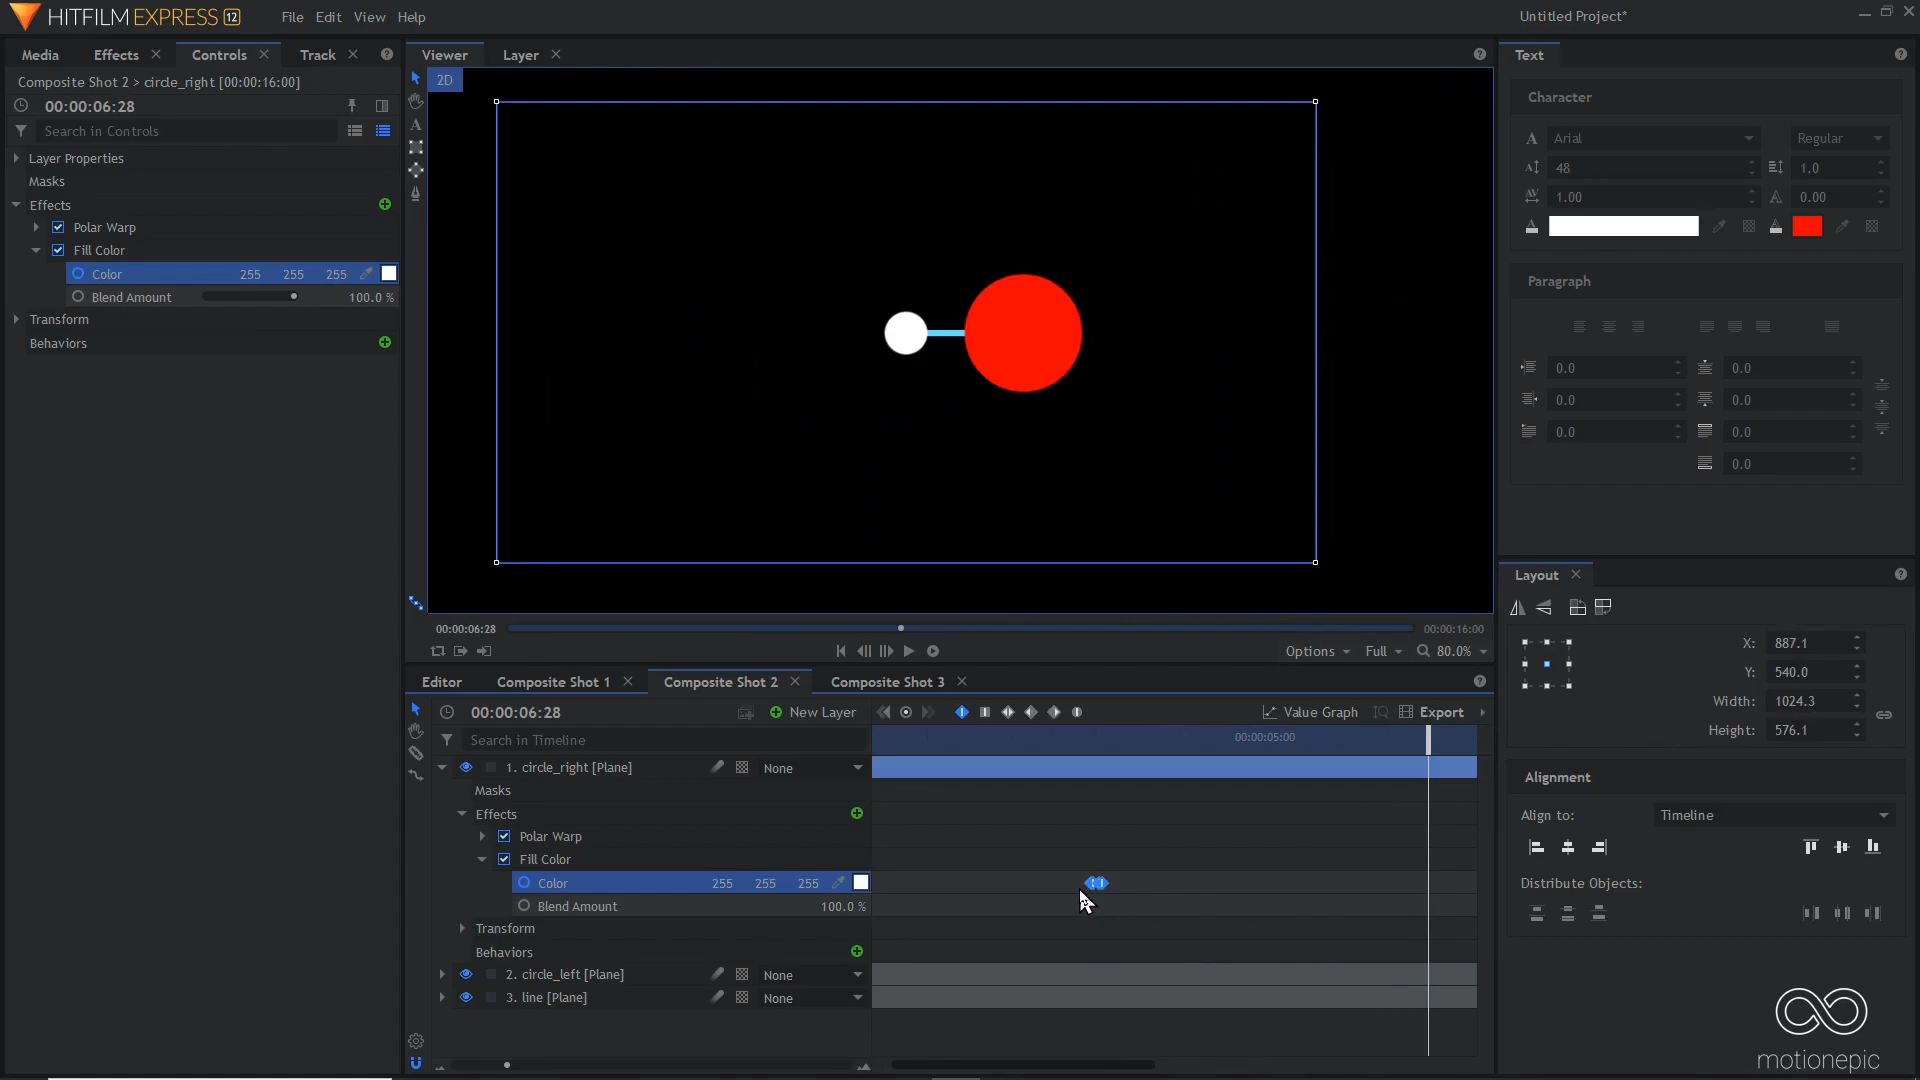 HITFILM EXPRESS 12
File Edit View Help
Untitled Project*
Media Effects Controls Track
Composite Shot 2 > circle_right [00:00:16:00]
00:00:06:28
Search in Controls
Layer Properties
Masks
Effects
Polar Warp
Fill Color
Color 255 255 255
Blend Amount 100.0 %
Transform
Behaviors
Viewer Layer
2D
00:00:06:28
00:00:16:00
Options Full 80.0%
Text
Character
A Arial Regular
48 1.0
1.00 0.00
Paragraph
0.0 0.0
0.0 0.0
0.0 0.0
0.0
Layout
X: 887.1
Y: 540.0
Width: 1024.3
Height: 576.1
Alignment
Align to: Timeline
Distribute Objects:
Editor Composite Shot 1 Composite Shot 2 Composite Shot 3
00:00:06:28 New Layer Value Graph Export
Search in Timeline
00:00:05:00
1. circle_right [Plane] None
Masks
Effects
Polar Warp
Fill Color
Color 255 255 255
Blend Amount 100.0 %
Transform
Behaviors
2. circle_left [Plane] None
3. line [Plane] None
motionepic